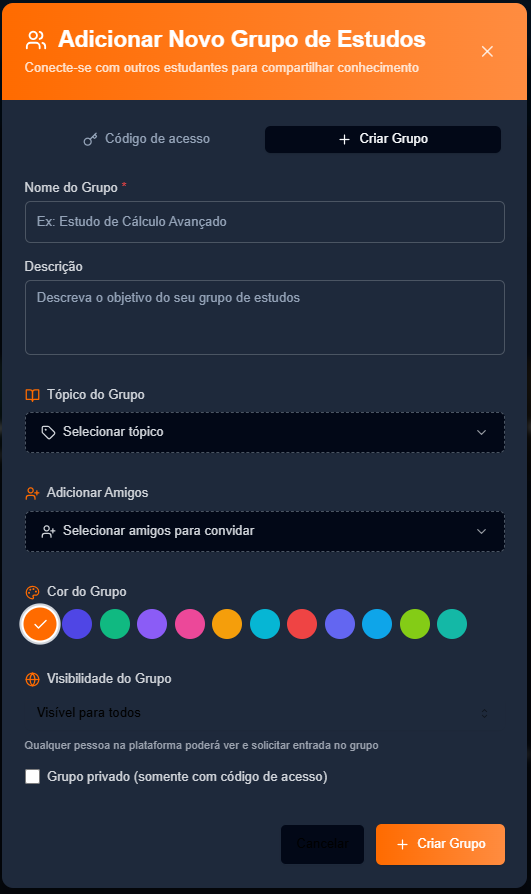 Adicionar Novo Grupo de Estudos
Conecte-se com outros estudantes para compartilhar conhecimento
Código de acesso
Criar Grupo
Nome do Grupo *
Ex: Estudo de Cálculo Avançado
Descrição
Descreva o objetivo do seu grupo de estudos
Tópico do Grupo
Selecionar tópico
Adicionar Amigos
Selecionar amigos para convidar
Cor do Grupo
Visibilidade do Grupo
Visível para todos
Qualquer pessoa na plataforma poderá ver e solicitar entrada no grupo
Grupo privado (somente com código de acesso)
Cancelar
Criar Grupo